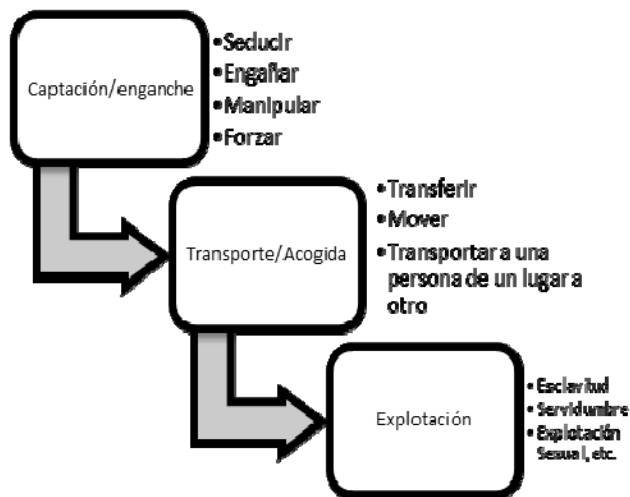 Captación/enganche
•Seducir
•Engañar
•Manipular
•Forzar
Transporte/Acogida
•Transferir
•Mover
•Transportar a una
persona de un lugar a
otro
Explotación
•Esclavitud
•Servidumbre
•Explotación
Sexual, etc.